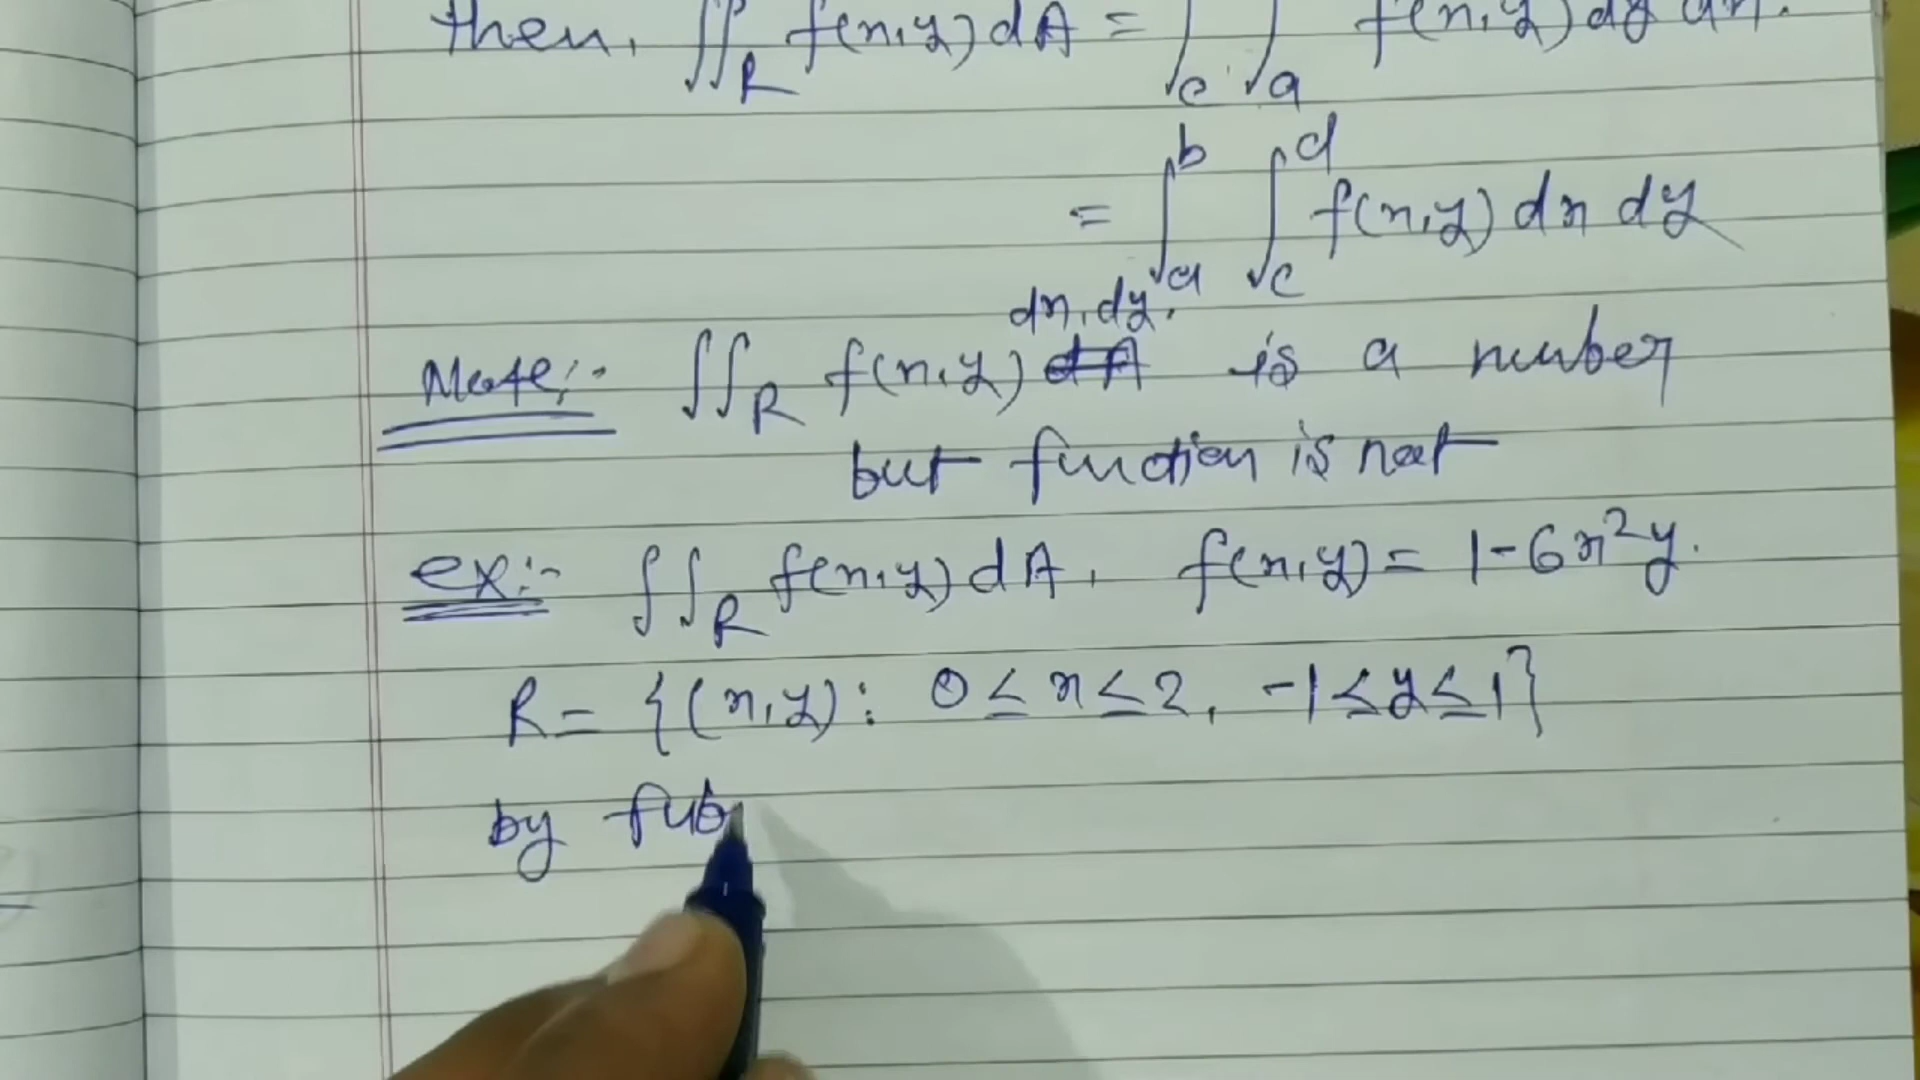 then, ∬_R f(x,y) dA = ∫_c ∫_a f(x,y) dy dx.
= ∫_a^b ∫_c^d f(x,y) dx dy
dx, dy.
Note:- ∬_R f(x,y) dA is a number
but function is not
ex:- ∬_R f(x,y) dA, f(x,y) = 1-6x²y.
R = {(x,y): 0≤x≤2, -1≤y≤1}
by fub